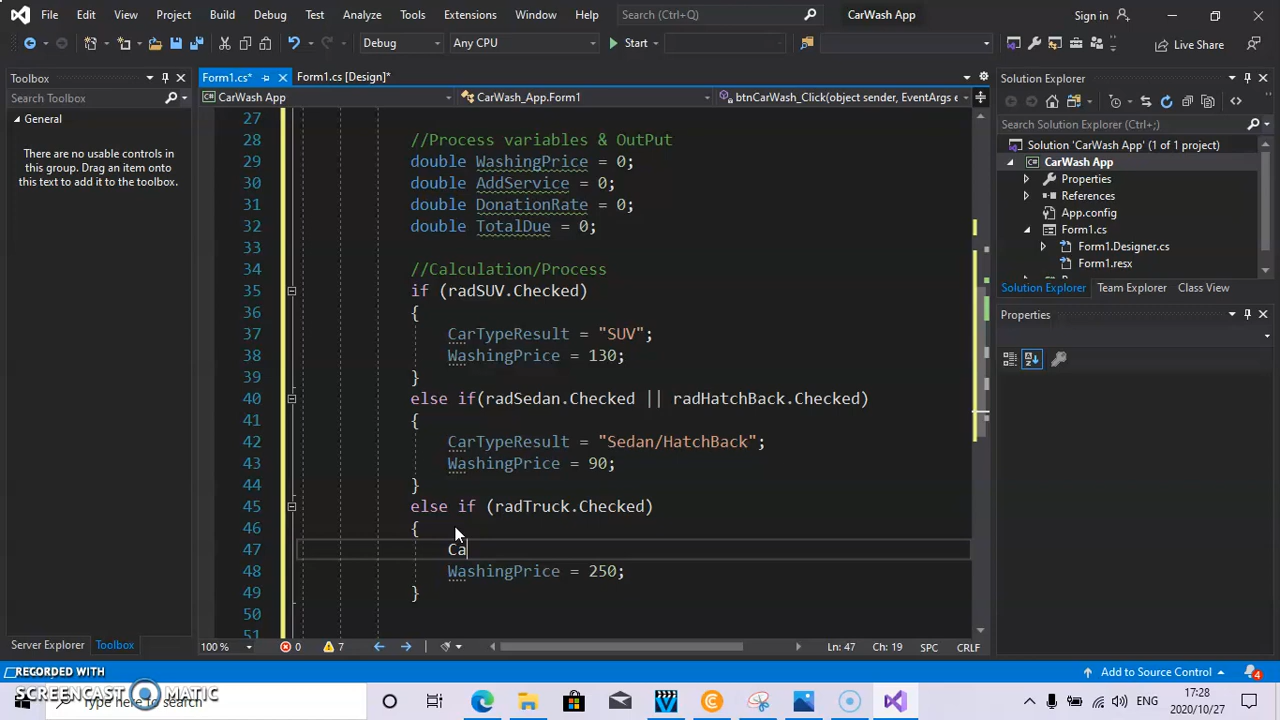 File Edit View Project Build Debug Test Analyze Tools Extensions Window Help Search (Ctrl+Q) CarWash App Sign in
Debug Any CPU Start Live Share
Toolbox
Search Toolbox
General
There are no usable controls in
this group. Drag an item onto
this text to add it to the toolbox.
Server Explorer Toolbox
Form1.cs* Form1.cs [Design]*
CarWash App CarWash_App.Form1 btnCarWash_Click(object sender, EventArgs e
27
28 //Process variables & OutPut
29 double WashingPrice = 0;
30 double AddService = 0;
31 double DonationRate = 0;
32 double TotalDue = 0;
33
34 //Calculation/Process
35 if (radSUV.Checked)
36 {
37 CarTypeResult = "SUV";
38 WashingPrice = 130;
39 }
40 else if(radSedan.Checked || radHatchBack.Checked)
41 {
42 CarTypeResult = "Sedan/HatchBack";
43 WashingPrice = 90;
44 }
45 else if (radTruck.Checked)
46 {
47 Ca
48 WashingPrice = 250;
49 }
50
51
100 % 0 7 Ln: 47 Ch: 19 SPC CRLF
Solution Explorer
Search Solution Explorer (Ctrl+;)
Solution 'CarWash App' (1 of 1 project)
CarWash App
Properties
References
App.config
Form1.cs
Form1.Designer.cs
Form1.resx
Solution Explorer Team Explorer Class View
Properties
Add to Source Control 4
RECORDED WITH
SCREENCAST MATIC
Type here to search
ENG 17:28
2020/10/27